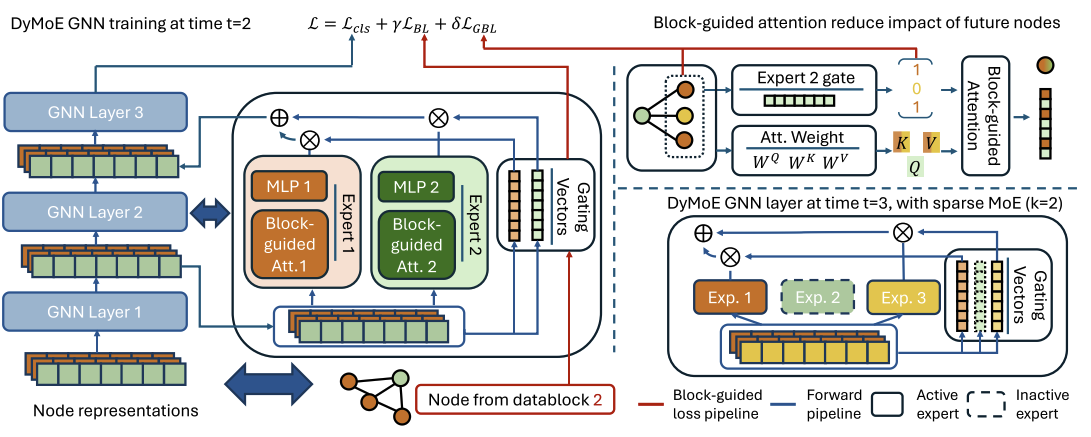 DyMoE GNN training at time t=2
ℒ = ℒ_cls + γℒ_BL + δℒ_GBL
GNN Layer 3
GNN Layer 2
GNN Layer 1
Node representations
MLP 1
Block-
guided
Att.1
Expert 1
MLP 2
Block-
guided
Att. 2
Expert 2
Gating
Vectors
Node from datablock 2
Block-guided attention reduce impact of future nodes
Expert 2 gate
1
0
1
Att. Weight
W^Q W^K W^V
K V
Q
Block-guided
Attention
DyMoE GNN layer at time t=3, with sparse MoE (k=2)
Exp. 1
Exp. 2
Exp. 3
Gating
Vectors
Block-guided
loss pipeline
Forward
pipeline
Active
expert
Inactive
expert